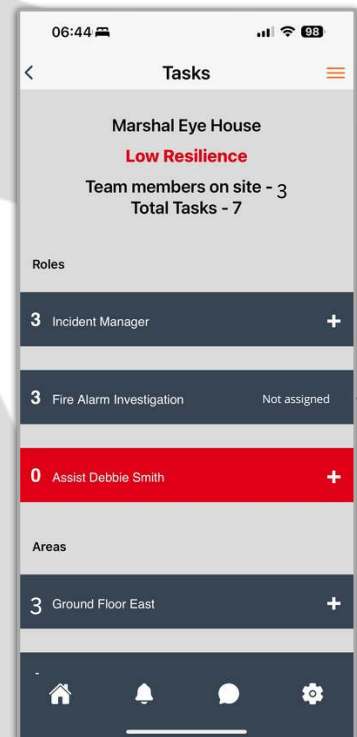 06:44
98
Tasks
Marshal Eye House
Low Resilience
Team members on site - 3
Total Tasks - 7
Roles
3 Incident Manager +
3 Fire Alarm Investigation Not assigned
0 Assist Debbie Smith +
Areas
3 Ground Floor East +
-